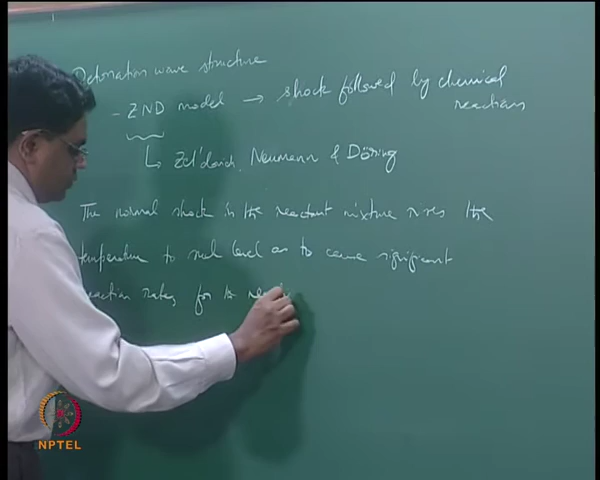 Detonation wave structure
- ZND model → shock followed by chemical
reactions
↳ Zel'dovich, Neumann & Döring
The normal shock in the reactant mixture rises the
temperature to such level as to cause significant
reaction rates for the
NPTEL